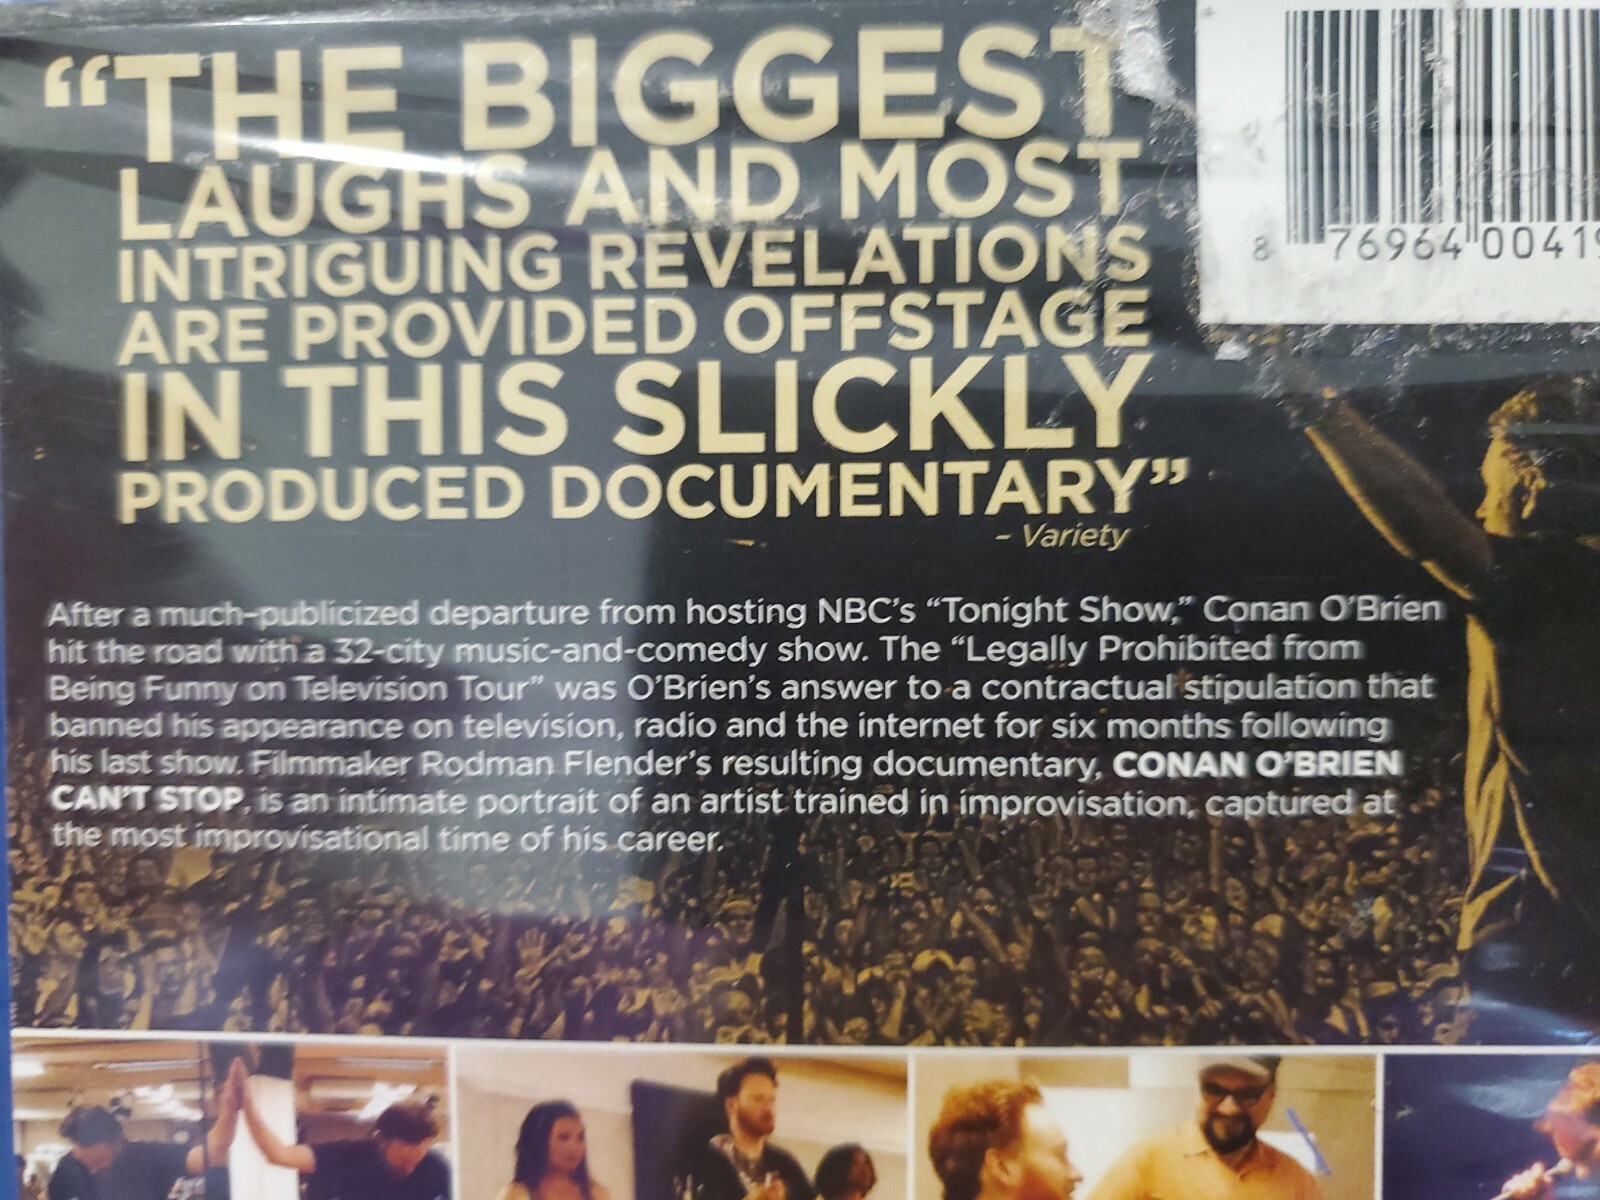 “THE BIGGEST
LAUGHS AND MOST
INTRIGUING REVELATIONS
ARE PROVIDED OFFSTAGE
IN THIS SLICKLY
PRODUCED DOCUMENTARY”
– Variety
8 76964 00419
After a much-publicized departure from hosting NBC’s “Tonight Show,” Conan O’Brien
hit the road with a 32-city music-and-comedy show. The “Legally Prohibited from
Being Funny on Television Tour” was O’Brien’s answer to a contractual stipulation that
banned his appearance on television, radio and the internet for six months following
his last show. Filmmaker Rodman Flender’s resulting documentary, CONAN O’BRIEN
CAN’T STOP, is an intimate portrait of an artist trained in improvisation, captured at
the most improvisational time of his career.